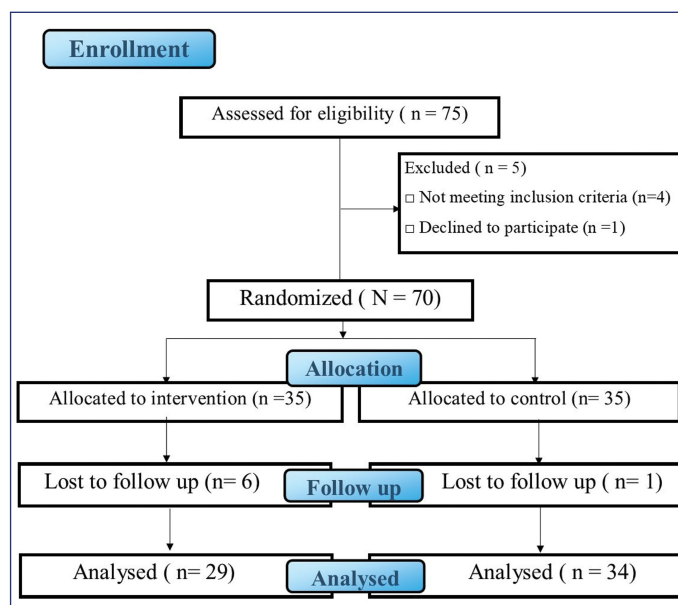 Enrollment
Assessed for eligibility ( n = 75)
Excluded ( n = 5)
□ Not meeting inclusion criteria (n=4)
□ Declined to participate (n =1)
Randomized ( N = 70)
Allocation
Allocated to intervention (n =35)
Allocated to control (n= 35)
Lost to follow up (n= 6)
Follow up
Lost to follow up (n= 1)
Analysed ( n= 29)
Analysed
Analysed ( n = 34)